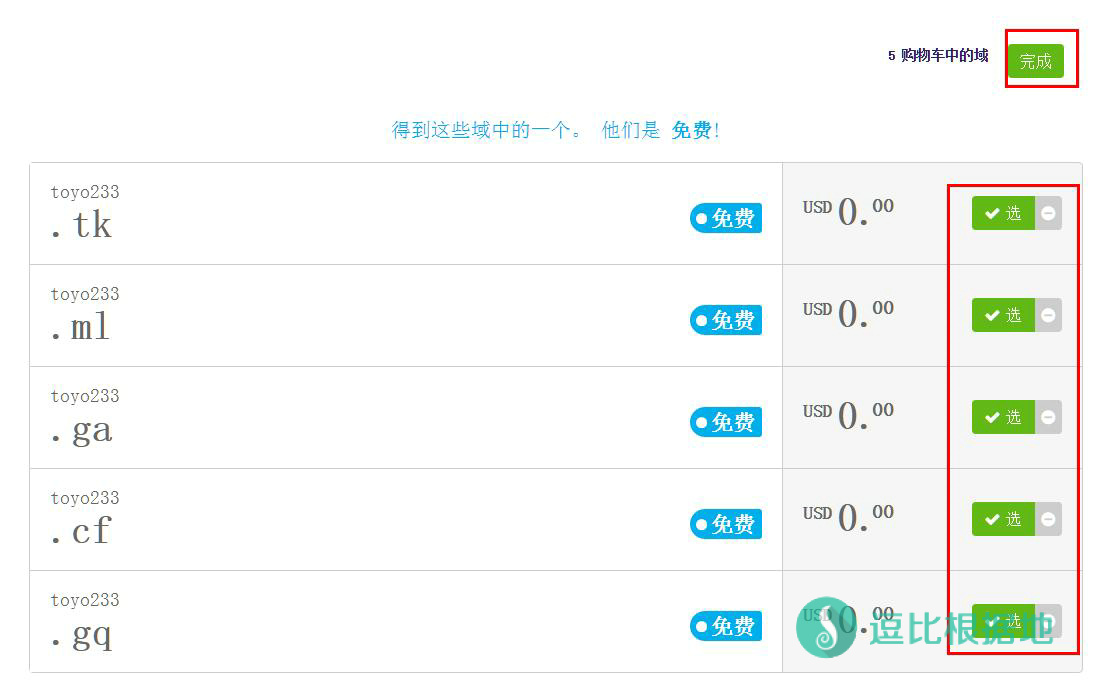 5 购物车中的域 完成
得到这些域中的一个。 他们是 免费!
toyo233
.tk
免费
USD 0.00
选
toyo233
.ml
免费
USD 0.00
选
toyo233
.ga
免费
USD 0.00
选
toyo233
.cf
免费
USD 0.00
选
toyo233
.gq
免费
USD 0.00
选
逗比根据地